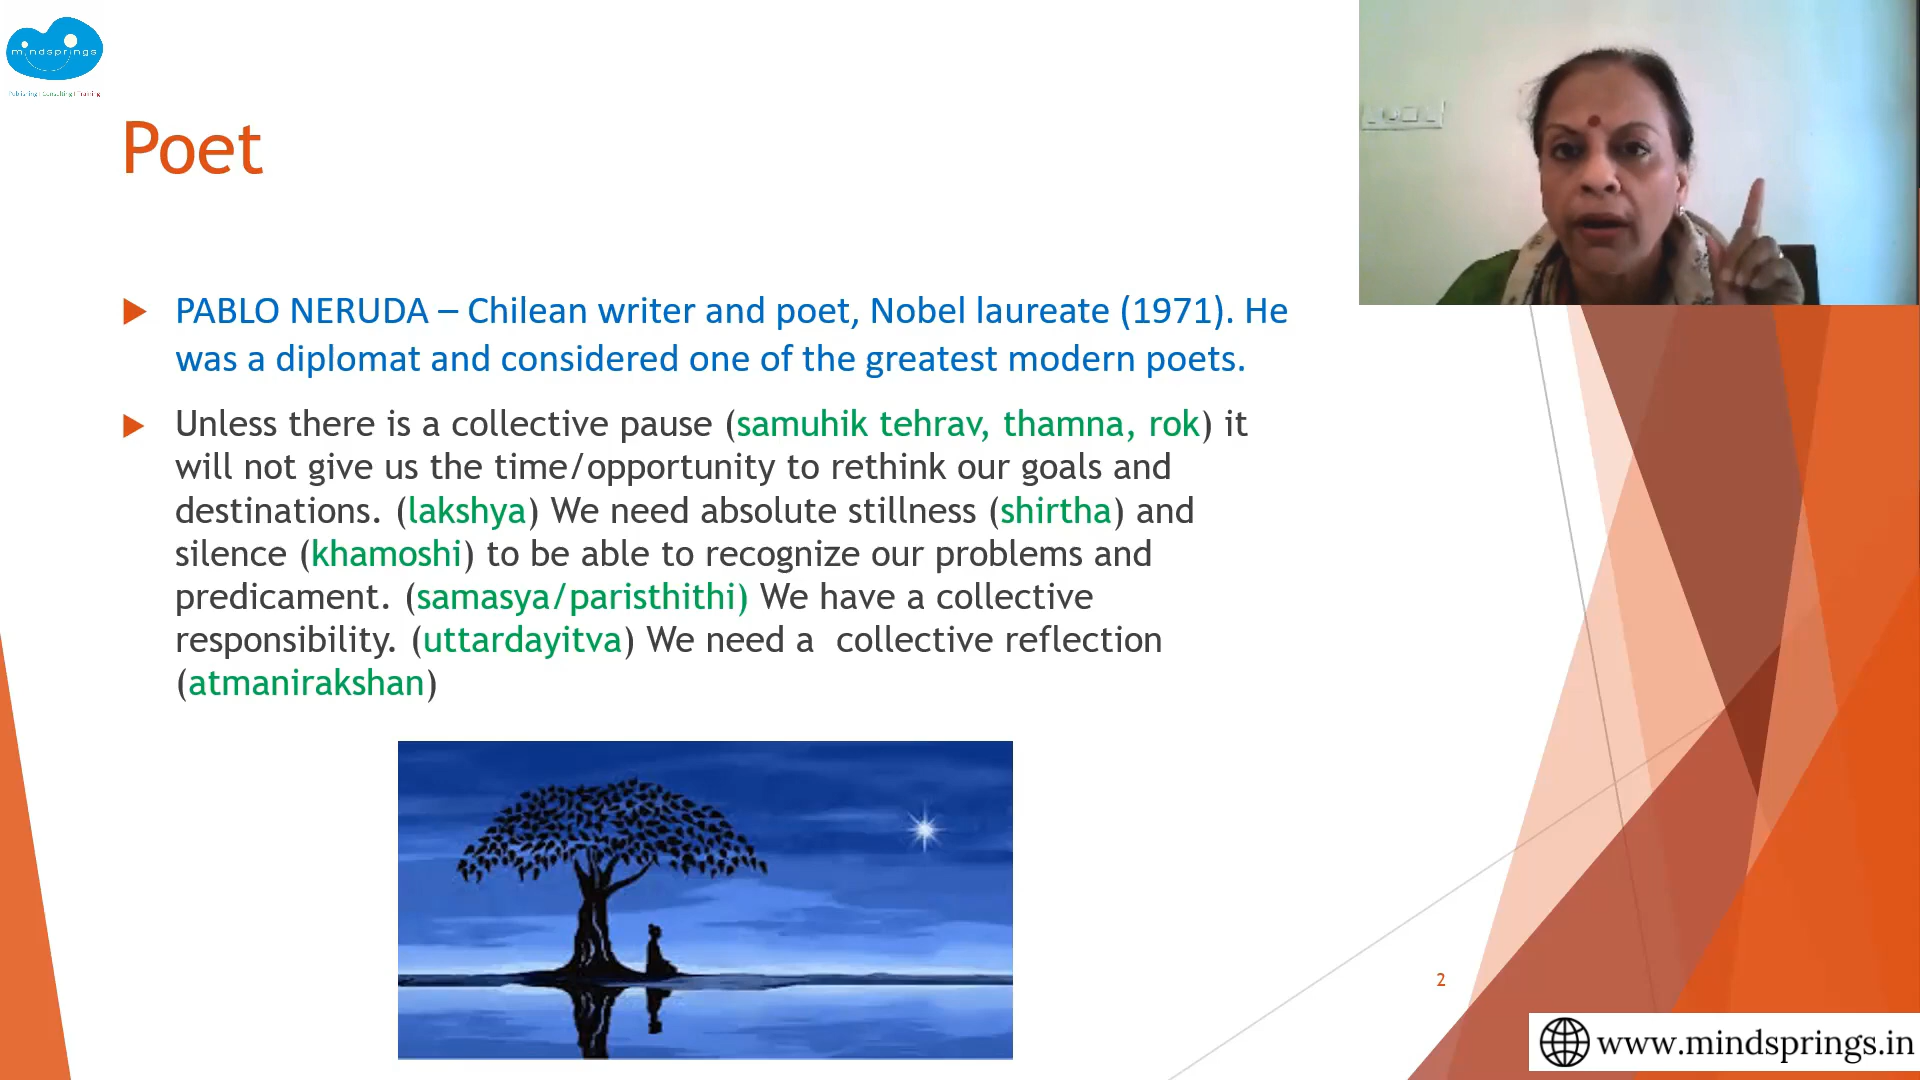 mindsprings
Publishing I Consulting I Training
Poet
PABLO NERUDA – Chilean writer and poet, Nobel laureate (1971). He
was a diplomat and considered one of the greatest modern poets.
Unless there is a collective pause (samuhik tehrav, thamna, rok) it
will not give us the time/opportunity to rethink our goals and
destinations. (lakshya) We need absolute stillness (shirtha) and
silence (khamoshi) to be able to recognize our problems and
predicament. (samasya/paristhithi) We have a collective
responsibility. (uttardayitva) We need a  collective reflection
(atmanirakshan)
2
www.mindsprings.in